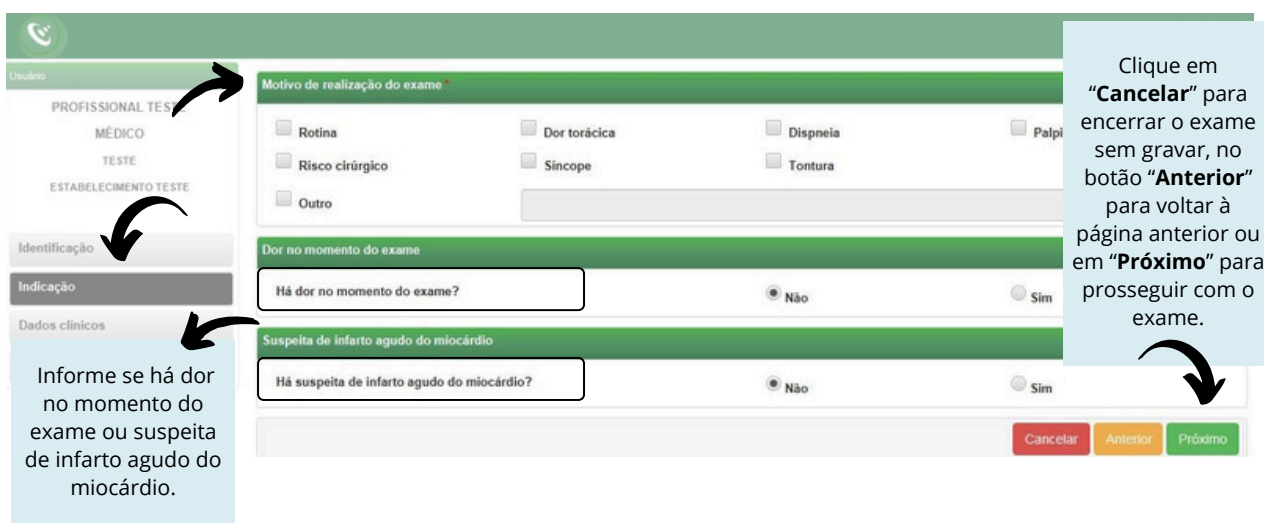 Usuário
PROFISSIONAL TESTE
MÉDICO
TESTE
ESTABELECIMENTO TESTE
Identificação
Indicação
Dados clínicos
Informe se há dor
no momento do
exame ou suspeita
de infarto agudo do
miocárdio.
Motivo de realização do exame *
Rotina
Dor torácica
Dispneia
Palpi
Risco cirúrgico
Síncope
Tontura
Outro
Dor no momento do exame
Há dor no momento do exame?
Não
Sim
Suspeita de infarto agudo do miocárdio
Há suspeita de infarto agudo do miocárdio?
Não
Sim
Cancelar
Anterior
Próximo
Clique em
“Cancelar” para
encerrar o exame
sem gravar, no
botão “Anterior”
para voltar à
página anterior ou
em “Próximo” para
prosseguir com o
exame.